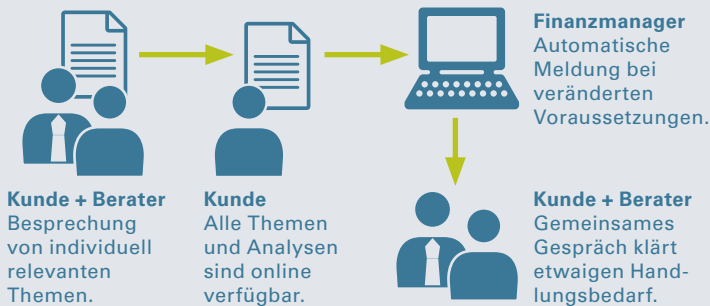 Finanzmanager
Automatische
Meldung bei
veränderten
Voraussetzungen.
Kunde + Berater
Besprechung
von individuell
relevanten
Themen.
Kunde
Alle Themen
und Analysen
sind online
verfügbar.
Kunde + Berater
Gemeinsames
Gespräch klärt
etwaigen Hand-
lungsbedarf.